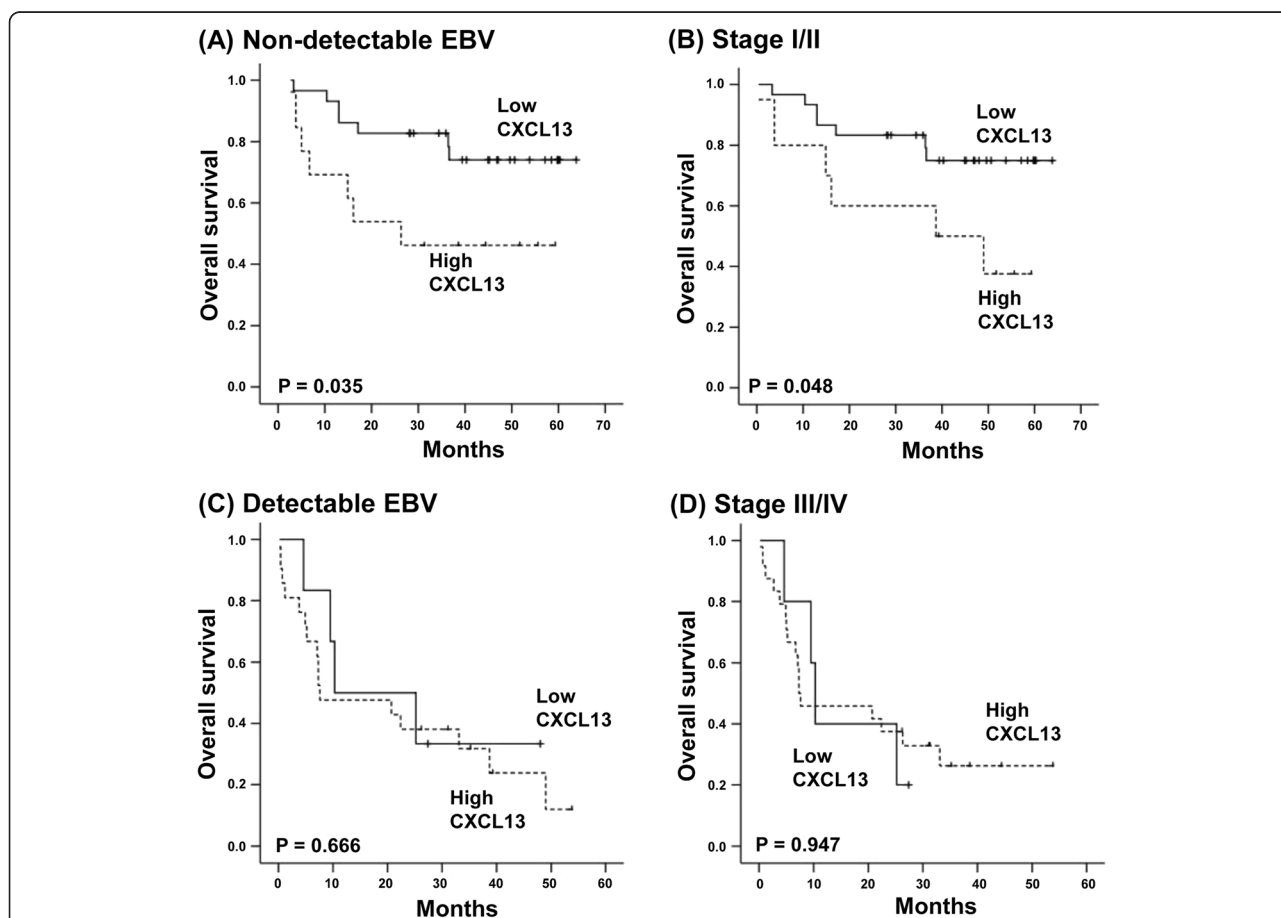 (A) Non-detectable EBV
1.0
0.8
0.6
0.4
0.2
0.0
Overall survival
Low
CXCL13
High
CXCL13
P = 0.035
0 10 20 30 40 50 60 70
Months
(B) Stage I/II
1.0
0.8
0.6
0.4
0.2
0.0
Overall survival
Low
CXCL13
High
CXCL13
P = 0.048
0 10 20 30 40 50 60 70
Months
(C) Detectable EBV
1.0
0.8
0.6
0.4
0.2
0.0
Overall survival
Low
CXCL13
High
CXCL13
P = 0.666
0 10 20 30 40 50 60
Months
(D) Stage III/IV
1.0
0.8
0.6
0.4
0.2
0.0
Overall survival
High
CXCL13
Low
CXCL13
P = 0.947
0 10 20 30 40 50 60
Months